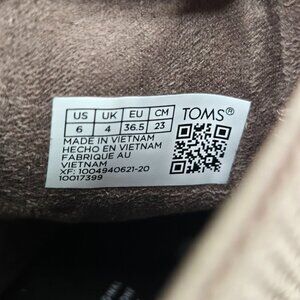 US UK EU CM TOMS®
6 4 36.5 23
MADE IN VIETNAM
HECHO EN VIETNAM
FABRIQUE AU
VIETNAM
XF: 1004940621-20
10017399